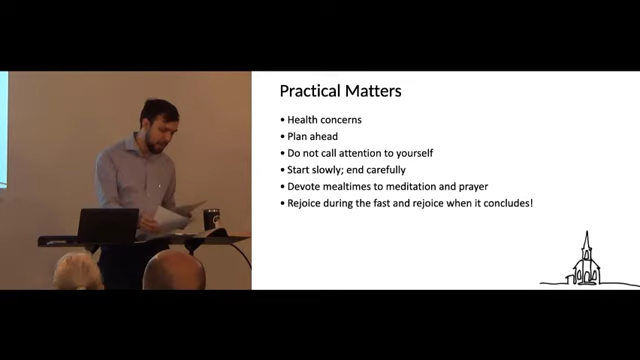 Practical Matters
• Health concerns
• Plan ahead
• Do not call attention to yourself
• Start slowly; end carefully
• Devote mealtimes to meditation and prayer
• Rejoice during the fast and rejoice when it concludes!